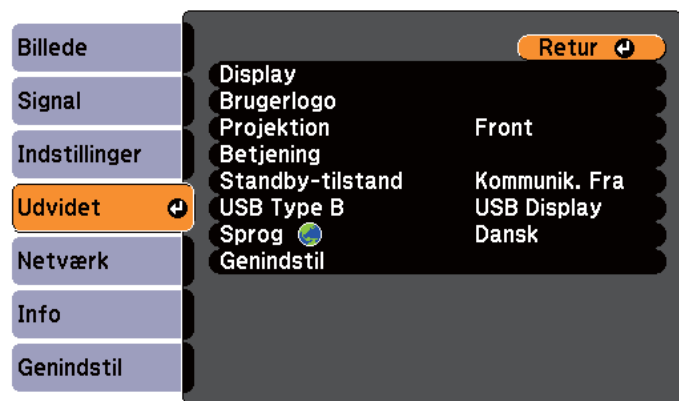 Billede
Signal
Indstillinger
Udvidet
Netværk
Info
Genindstil
Retur
Display
Brugerlogo
Projektion Front
Betjening
Standby-tilstand Kommunik. Fra
USB Type B USB Display
Sprog Dansk
Genindstil